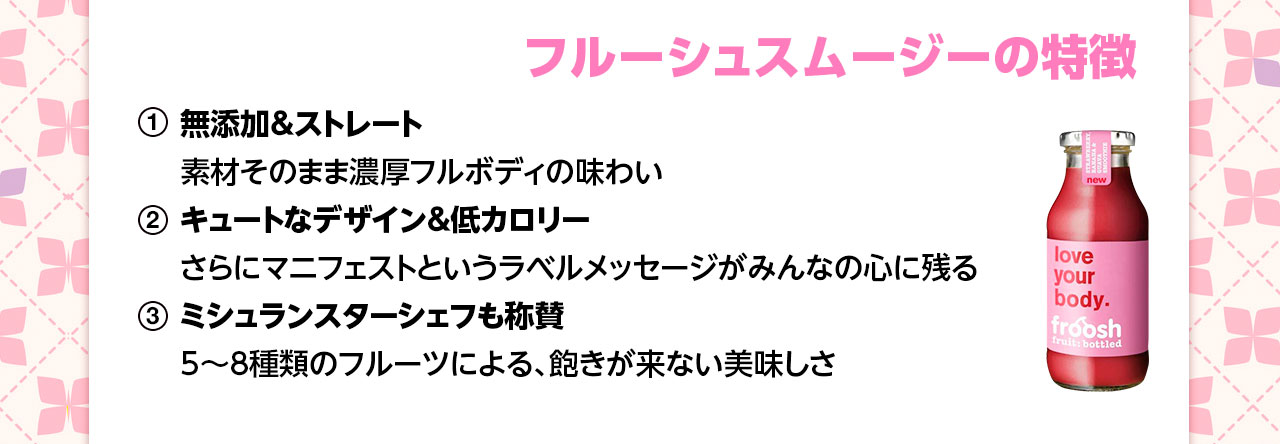 フルーシュスムージーの特徴
① 無添加&ストレート
素材そのまま濃厚フルボディの味わい
② キュートなデザイン&低カロリー
さらにマニフェストというラベルメッセージがみんなの心に残る
③ ミシュランスターシェフも称賛
5〜8種類のフルーツによる、飽きが来ない美味しさ
STRAWBERRY,
BANANA &
GUAVA
SMOOTHIE
new
love
your
body.
froosh
fruit: bottled